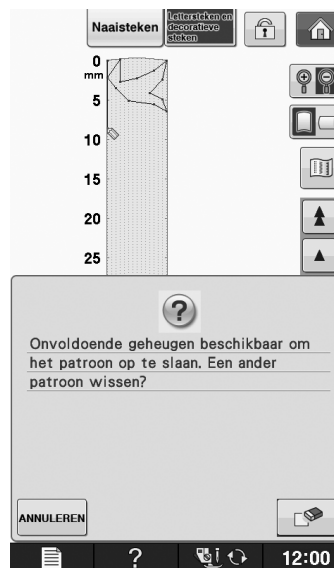 Naaisteken
Lettersteken en
decoratieve
steken
0
mm
5
10
15
20
25
?
Onvoldoende geheugen beschikbaar om
het patroon op te slaan. Een ander
patroon wissen?
ANNULEREN
?
12:00